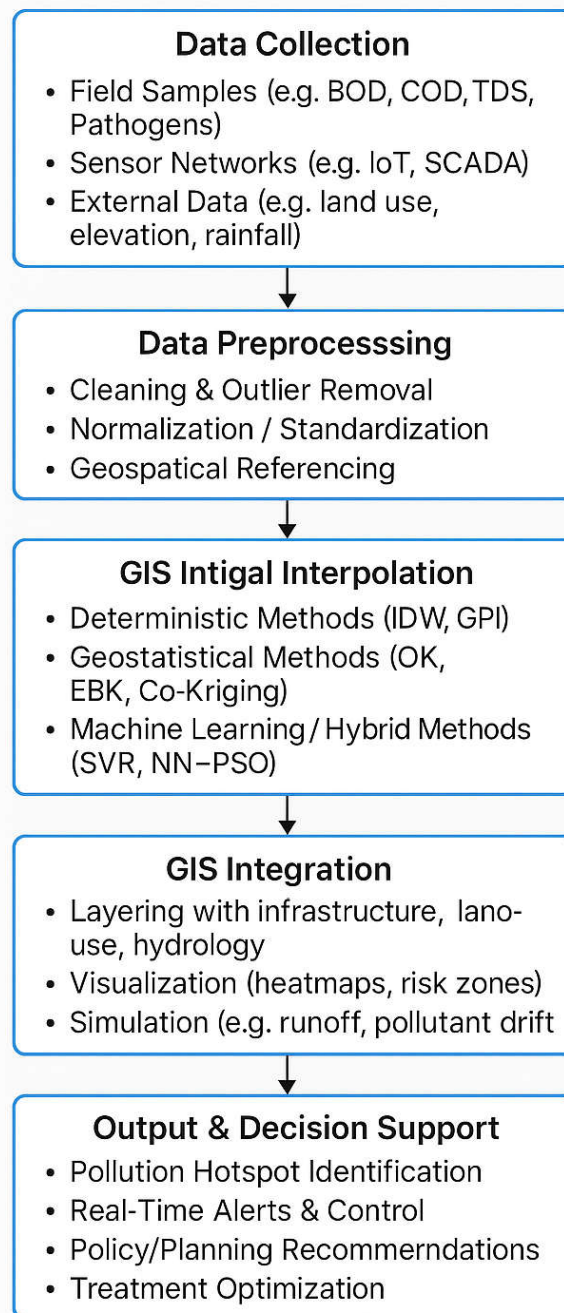 Data Collection
• Field Samples (e.g. BOD, COD, TDS,
Pathogens)
• Sensor Networks (e.g. IoT, SCADA)
• External Data (e.g. land use,
elevation, rainfall)
Data Preprocesssing
• Cleaning & Outlier Removal
• Normalization / Standardization
• Geospatical Referencing
GIS Intigal Interpolation
• Deterministic Methods (IDW, GPI)
• Geostatistical Methods (OK,
EBK, Co-Kriging)
• Machine Learning / Hybrid Methods
(SVR, NN–PSO)
GIS Integration
• Layering with infrastructure, lano-
use, hydrology
• Visualization (heatmaps, risk zones)
• Simulation (e.g. runoff, pollutant drift
Output & Decision Support
• Pollution Hotspot Identification
• Real-Time Alerts & Control
• Policy/Planning Recommerndations
• Treatment Optimization